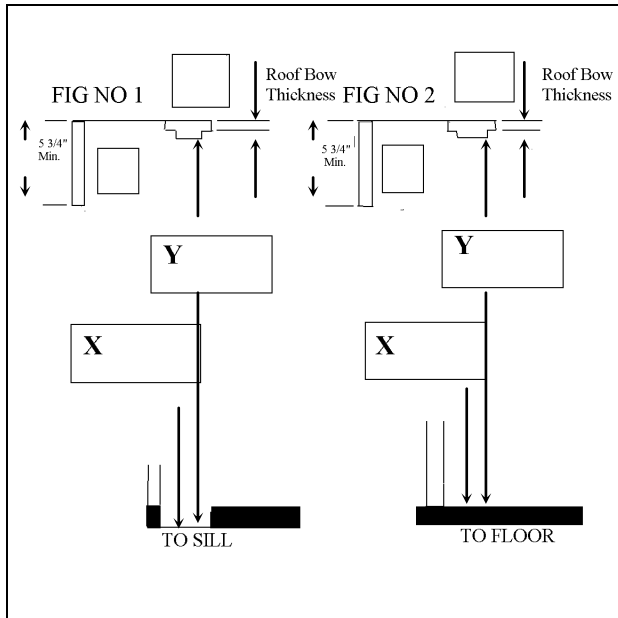 FIG NO 1
Roof Bow
Thickness
5 3/4"
Min.
Y
X
TO SILL
FIG NO 2
Roof Bow
Thickness
5 3/4"
Min.
Y
X
TO FLOOR